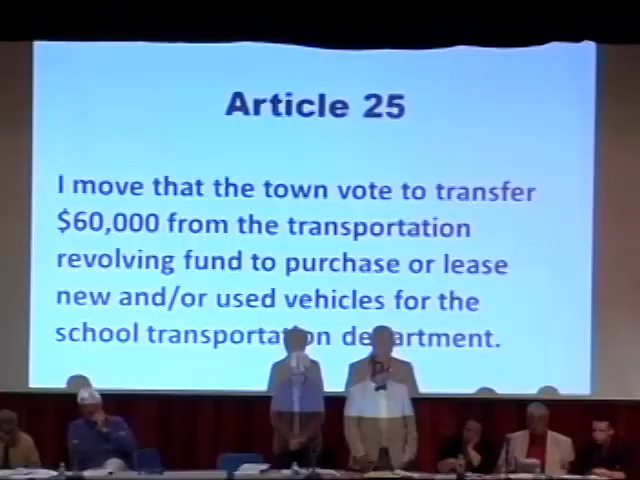 Article 25
I move that the town vote to transfer
$60,000 from the transportation
revolving fund to purchase or lease
new and/or used vehicles for the
school transportation department.